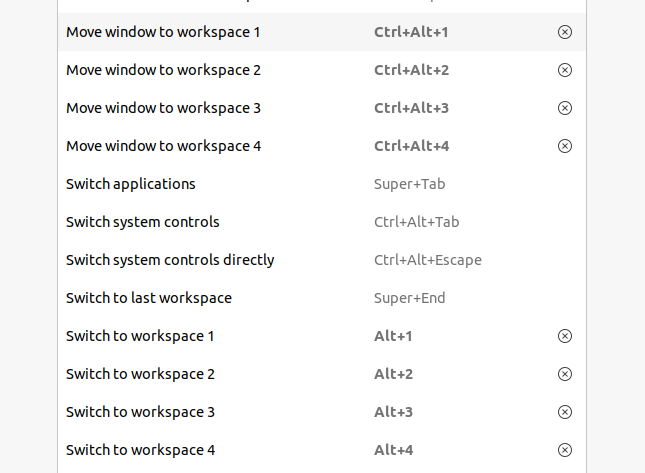 Move window to workspace 1 Ctrl+Alt+1
Move window to workspace 2 Ctrl+Alt+2
Move window to workspace 3 Ctrl+Alt+3
Move window to workspace 4 Ctrl+Alt+4
Switch applications Super+Tab
Switch system controls Ctrl+Alt+Tab
Switch system controls directly Ctrl+Alt+Escape
Switch to last workspace Super+End
Switch to workspace 1 Alt+1
Switch to workspace 2 Alt+2
Switch to workspace 3 Alt+3
Switch to workspace 4 Alt+4